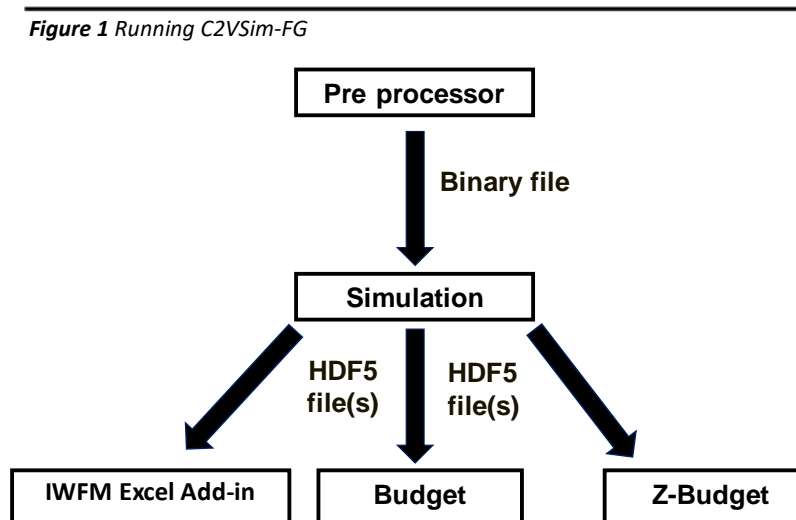 Figure 1 Running C2VSim-FG
Pre processor
Binary file
Simulation
HDF5
file(s)
HDF5
file(s)
IWFM Excel Add-in
Budget
Z-Budget